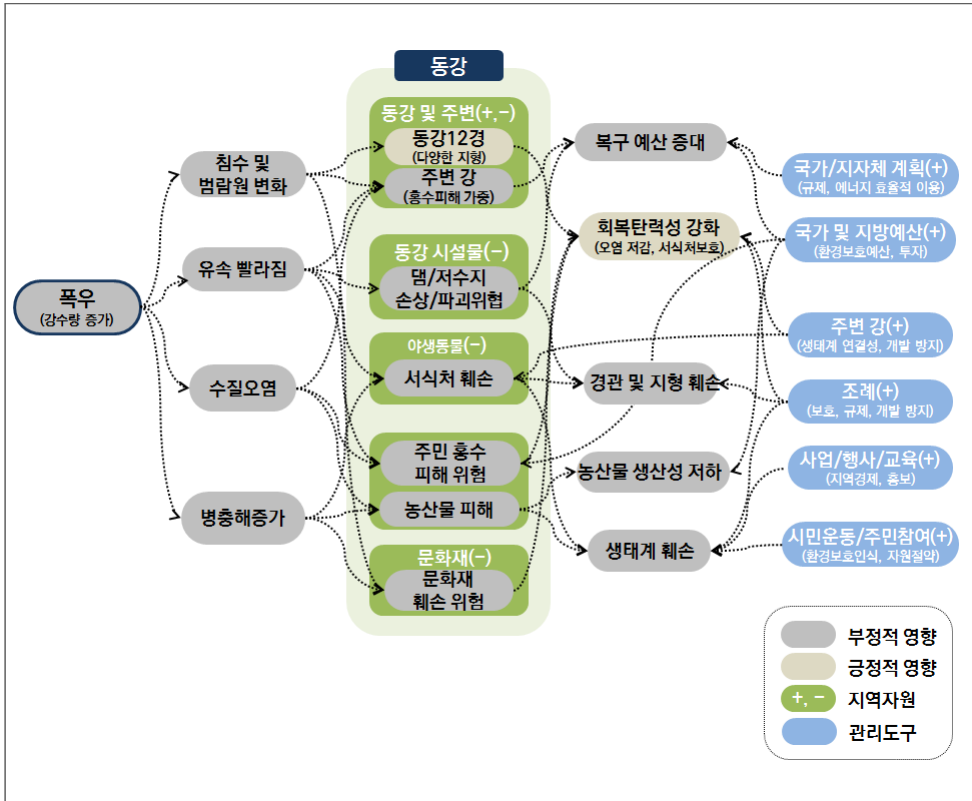 동강
폭우
(강수량 증가)
침수 및
범람원 변화
유속 빨라짐
수질오염
병충해증가
동강 및 주변(+,-)
동강12경
(다양한 지형)
주변 강
(홍수피해 가중)
동강 시설물(-)
댐/저수지
손상/파괴위협
야생동물(-)
서식처 훼손
주민 홍수
피해 위험
농산물 피해
문화재(-)
문화재
훼손 위험
복구 예산 증대
회복탄력성 강화
(오염 저감, 서식처보호)
경관 및 지형 훼손
농산물 생산성 저하
생태계 훼손
국가/지자체 계획(+)
(규제, 에너지 효율적 이용)
국가 및 지방예산(+)
(환경보호예산, 투자)
주변 강(+)
(생태계 연결성, 개발 방지)
조례(+)
(보호, 규제, 개발 방지)
사업/행사/교육(+)
(지역경제, 홍보)
시민운동/주민참여(+)
(환경보호인식, 자원절약)
부정적 영향
긍정적 영향
+, -
지역자원
관리도구